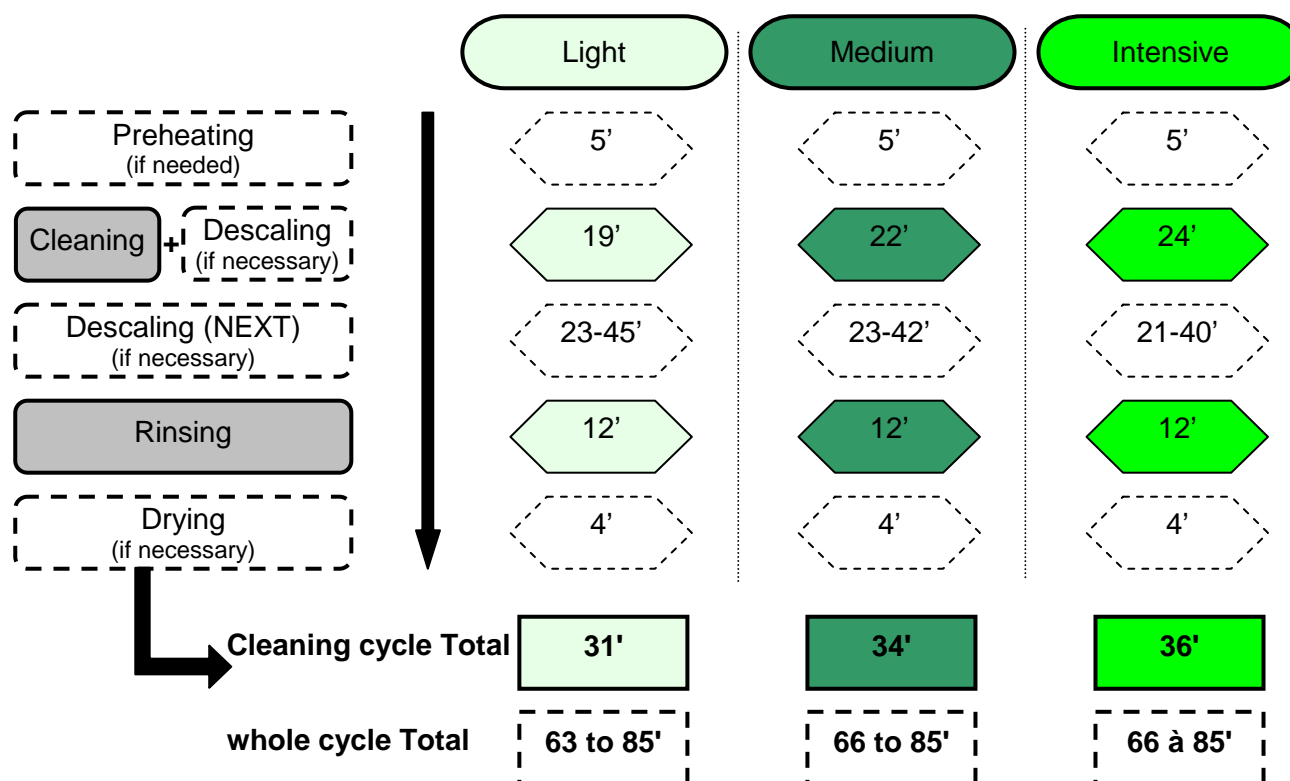 Light Medium Intensive
Preheating 5’ 5’ 5’
(if needed)
Cleaning + Descaling 19’ 22’ 24’
(if necessary)
Descaling (NEXT) 23-45’ 23-42’ 21-40’
(if necessary)
Rinsing 12’ 12’ 12’
Drying 4’ 4’ 4’
(if necessary)
Cleaning cycle Total 31' 34' 36'
whole cycle Total 63 to 85' 66 to 85' 66 à 85'